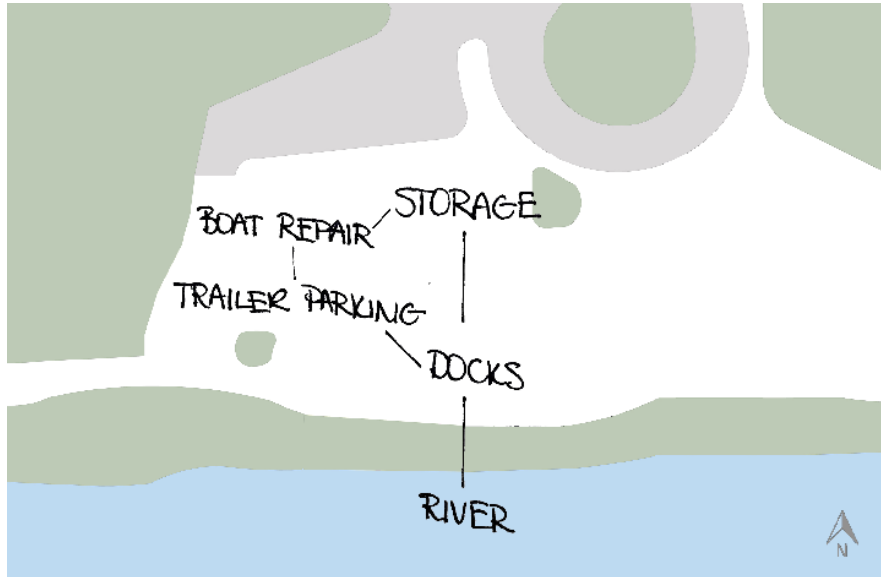 STORAGE
BOAT REPAIR
TRAILER PARKING
DOCKS
RIVER
N